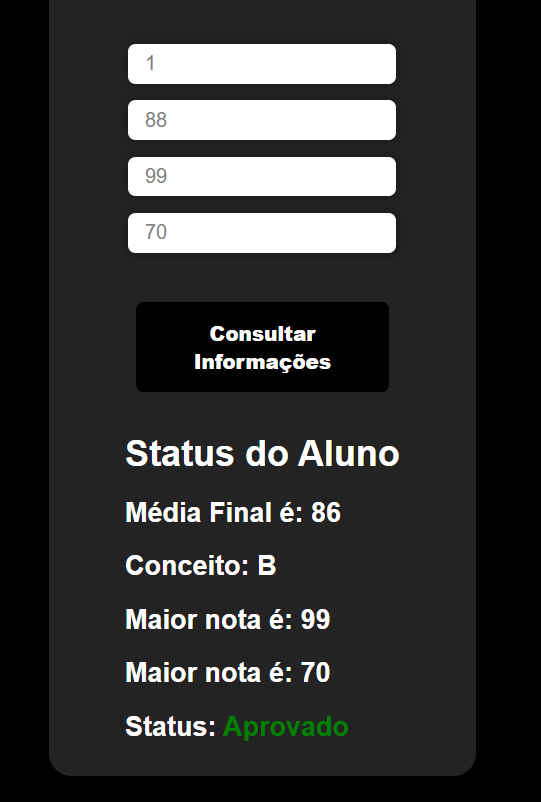 1
88
99
70
Consultar
Informações
Status do Aluno
Média Final é: 86
Conceito: B
Maior nota é: 99
Maior nota é: 70
Status: Aprovado